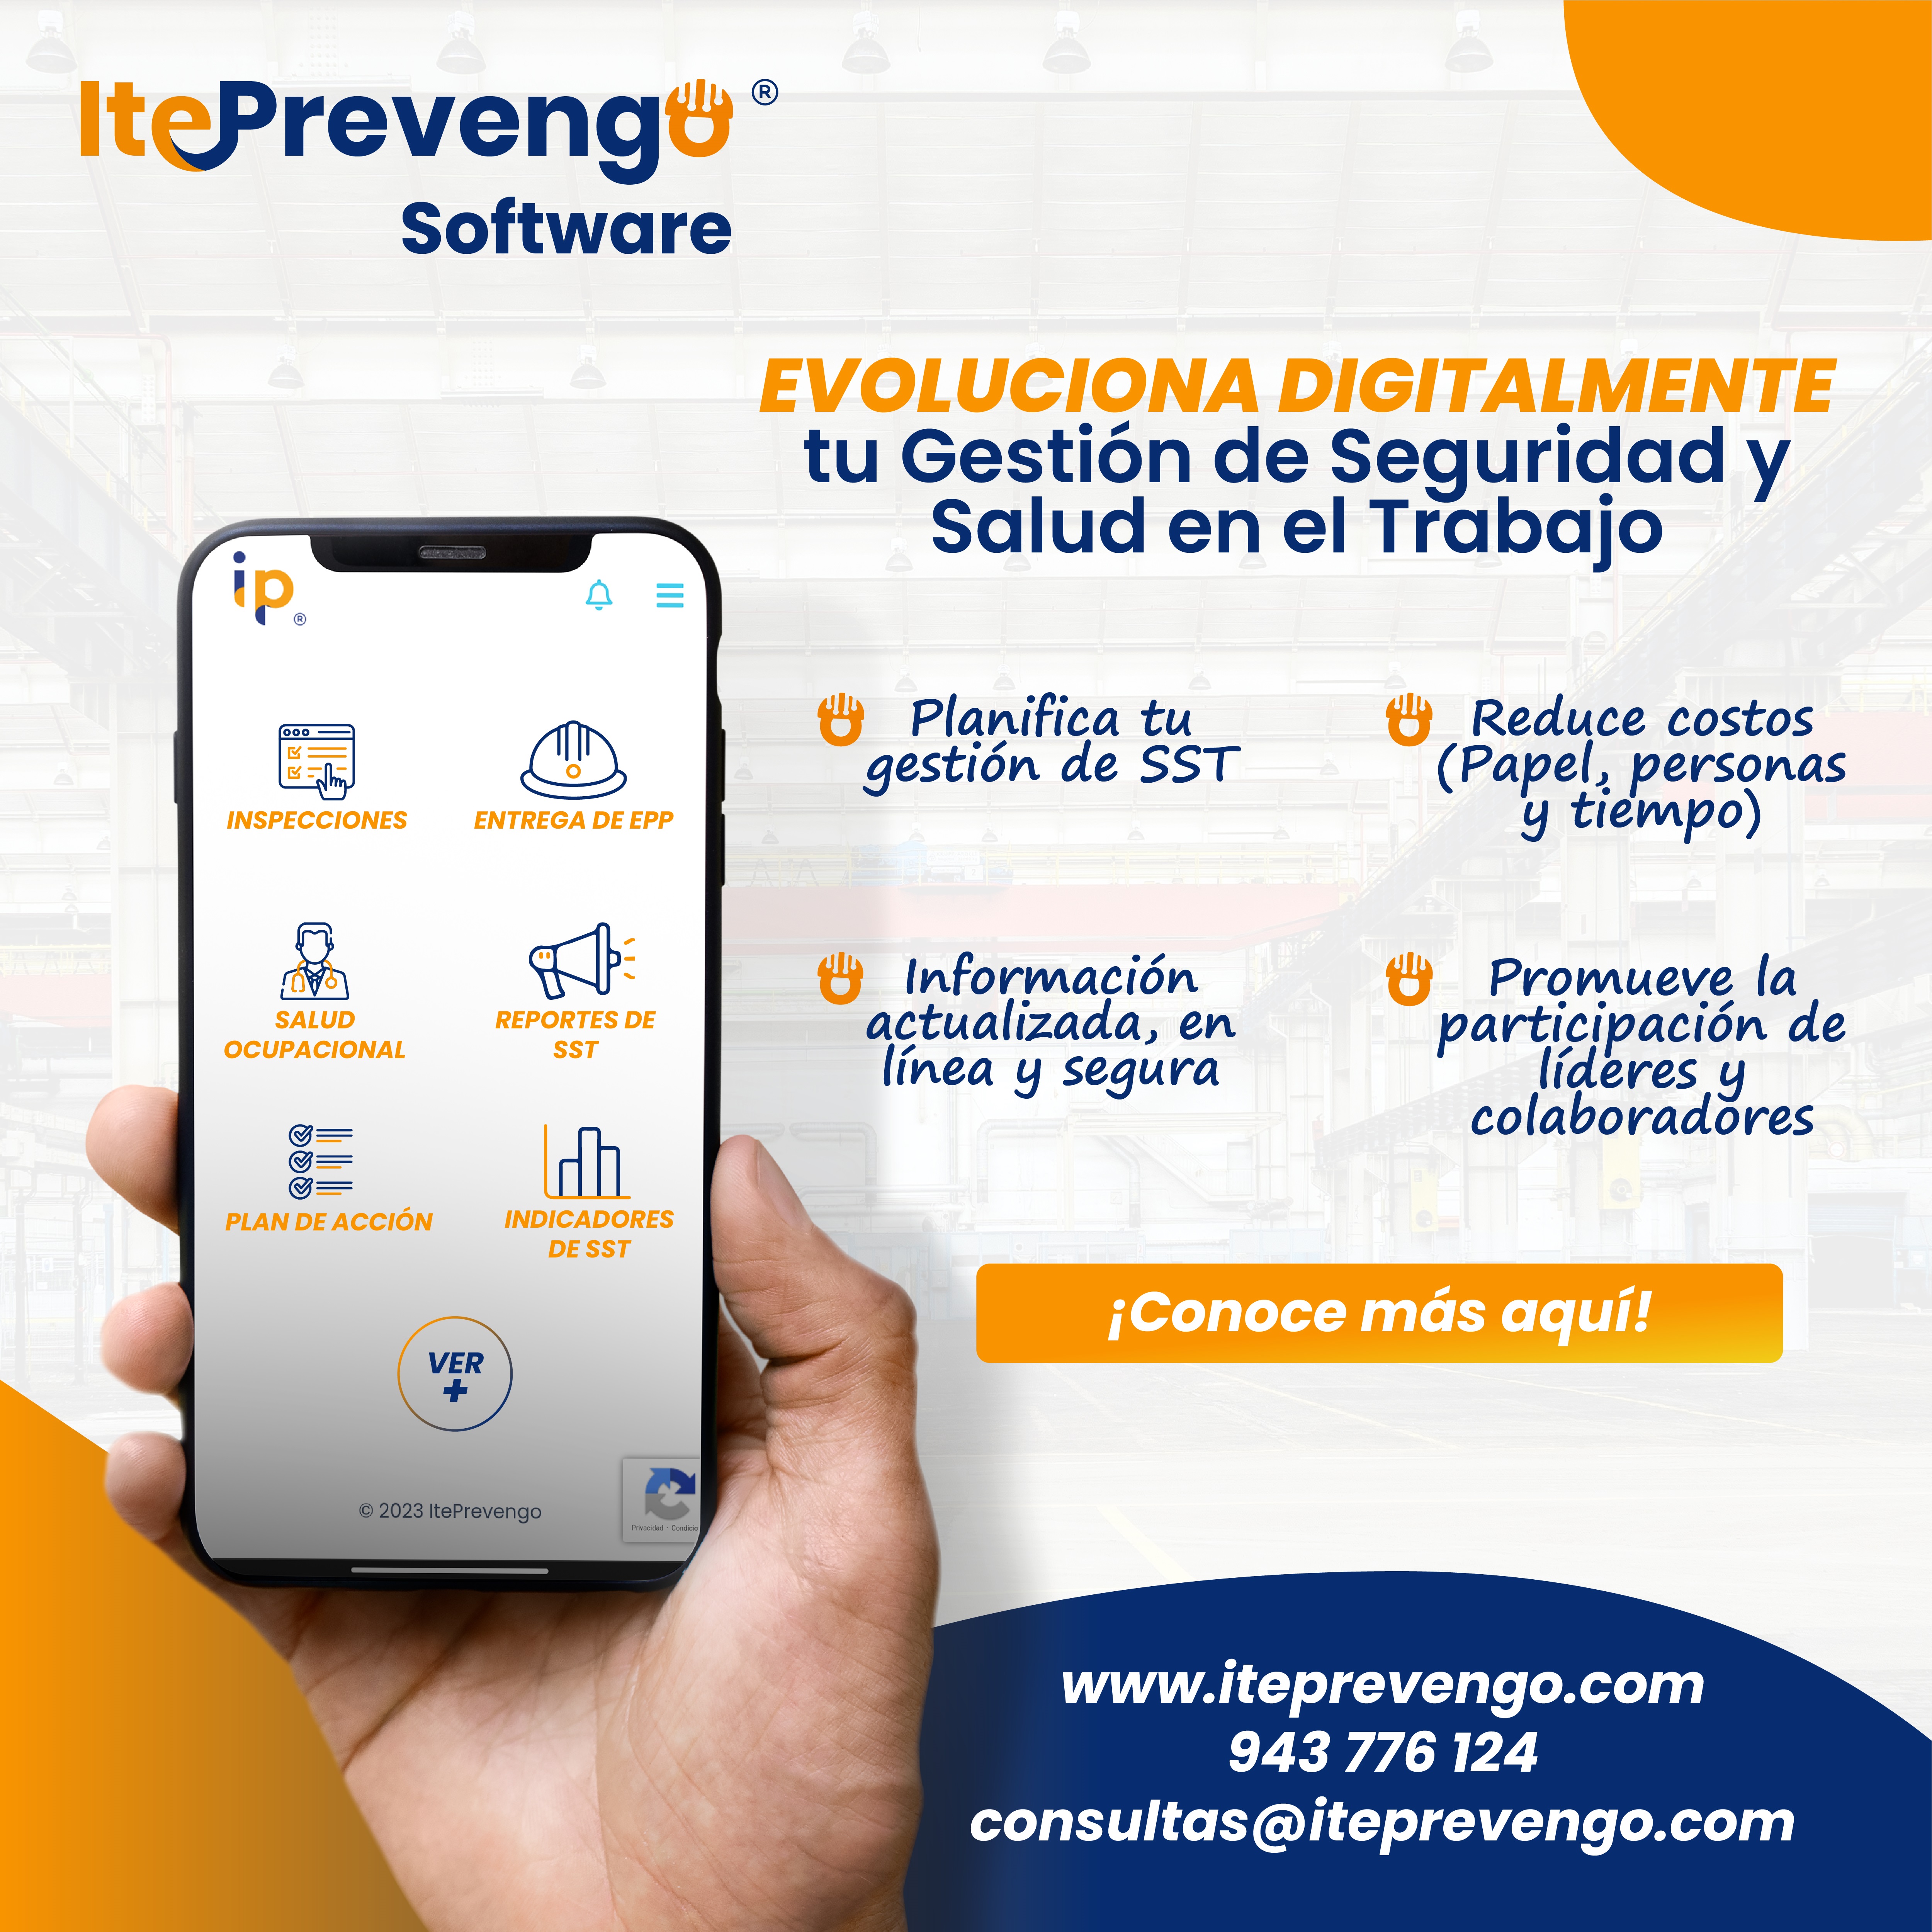 ItePrevengo ®
Software
EVOLUCIONA DIGITALMENTE
tu Gestión de Seguridad y
Salud en el Trabajo
ip ®
INSPECCIONES
ENTREGA DE EPP
SALUD
OCUPACIONAL
REPORTES DE
SST
PLAN DE ACCIÓN
INDICADORES
DE SST
VER
+
© 2023 ItePrevengo
Privacidad - Condicio
Planifica tu
gestión de SST
Reduce costos
(Papel, personas
y tiempo)
Información
actualizada, en
línea y segura
Promueve la
participación de
líderes y
colaboradores
¡Conoce más aquí!
www.iteprevengo.com
943 776 124
consultas@iteprevengo.com